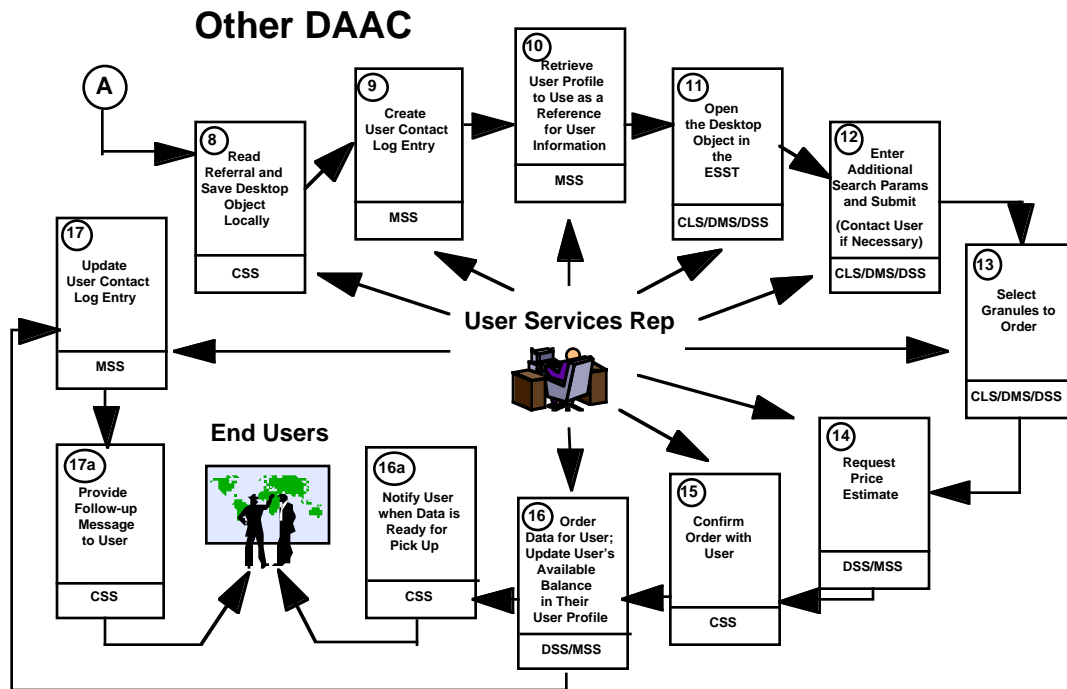 Other DAAC
A
8
Read
Referral and
Save Desktop
Object
Locally
CSS
9
Create
User Contact
Log Entry
MSS
10
Retrieve
User Profile
to Use as a
Reference
for User
Information
MSS
11
Open
the Desktop
Object in
the
ESST
CLS/DMS/DSS
12
Enter
Additional
Search Params
and Submit
(Contact User
if Necessary)
CLS/DMS/DSS
13
Select
Granules to
Order
CLS/DMS/DSS
14
Request
Price
Estimate
DSS/MSS
15
Confirm
Order with
User
CSS
16
Order
Data for User;
Update User's
Available
Balance
in Their
User Profile
DSS/MSS
16a
Notify User
when Data is
Ready for
Pick Up
CSS
17
Update
User Contact
Log Entry
MSS
17a
Provide
Follow-up
Message
to User
CSS
User Services Rep
End Users